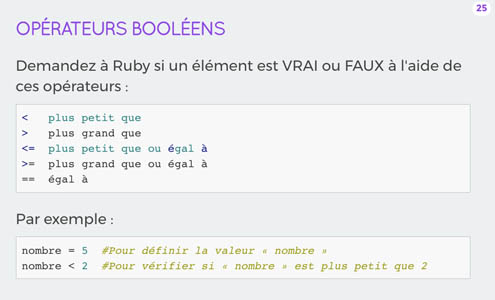 25
OPÉRATEURS BOOLÉENS
Demandez à Ruby si un élément est VRAI ou FAUX à l'aide de
ces opérateurs :
< plus petit que
> plus grand que
<= plus petit que ou égal à
>= plus grand que ou égal à
== égal à
Par exemple :
nombre = 5 #Pour définir la valeur « nombre »
nombre < 2 #Pour vérifier si « nombre » est plus petit que 2